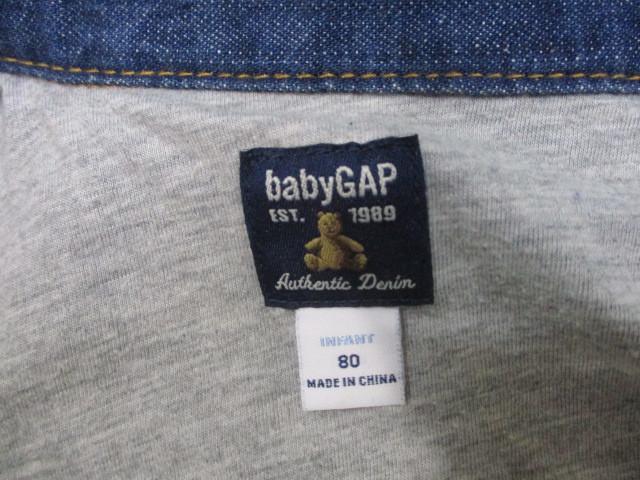 babyGAP
EST. 1989
Authentic Denim
INFANT
80
MADE IN CHINA